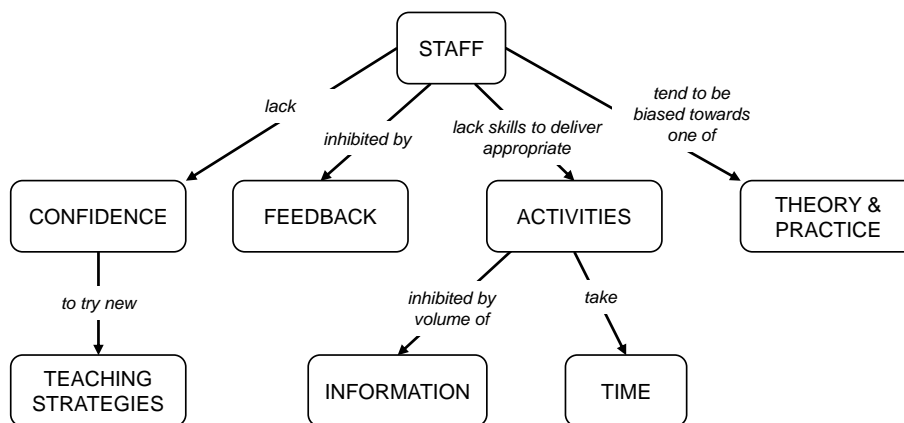 STAFF
lack
inhibited by
lack skills to deliver
appropriate
tend to be
biased towards
one of
CONFIDENCE
FEEDBACK
ACTIVITIES
THEORY &
PRACTICE
to try new
inhibited by
volume of
take
TEACHING
STRATEGIES
INFORMATION
TIME